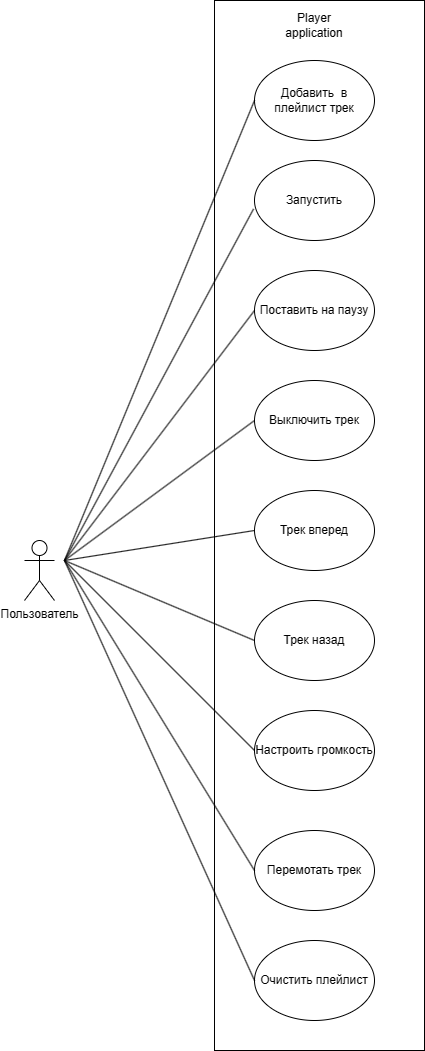 Player
application
Добавить в
плейлист трек
Запустить
Поставить на паузу
Выключить трек
Трек вперед
Пользователь
Трек назад
Настроить громкость
Перемотать трек
Очистить плейлист